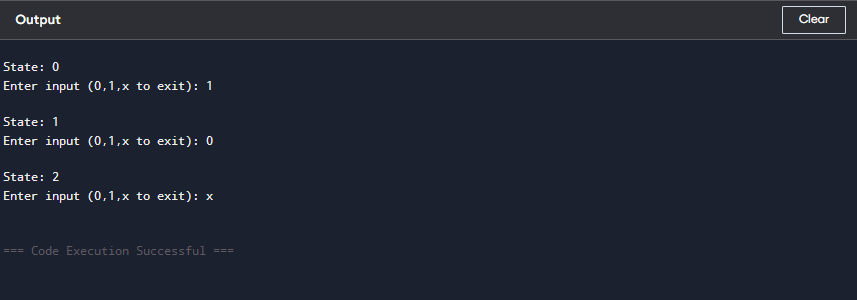 Output
Clear
State: 0
Enter input (0,1,x to exit): 1
State: 1
Enter input (0,1,x to exit): 0
State: 2
Enter input (0,1,x to exit): x
=== Code Execution Successful ===